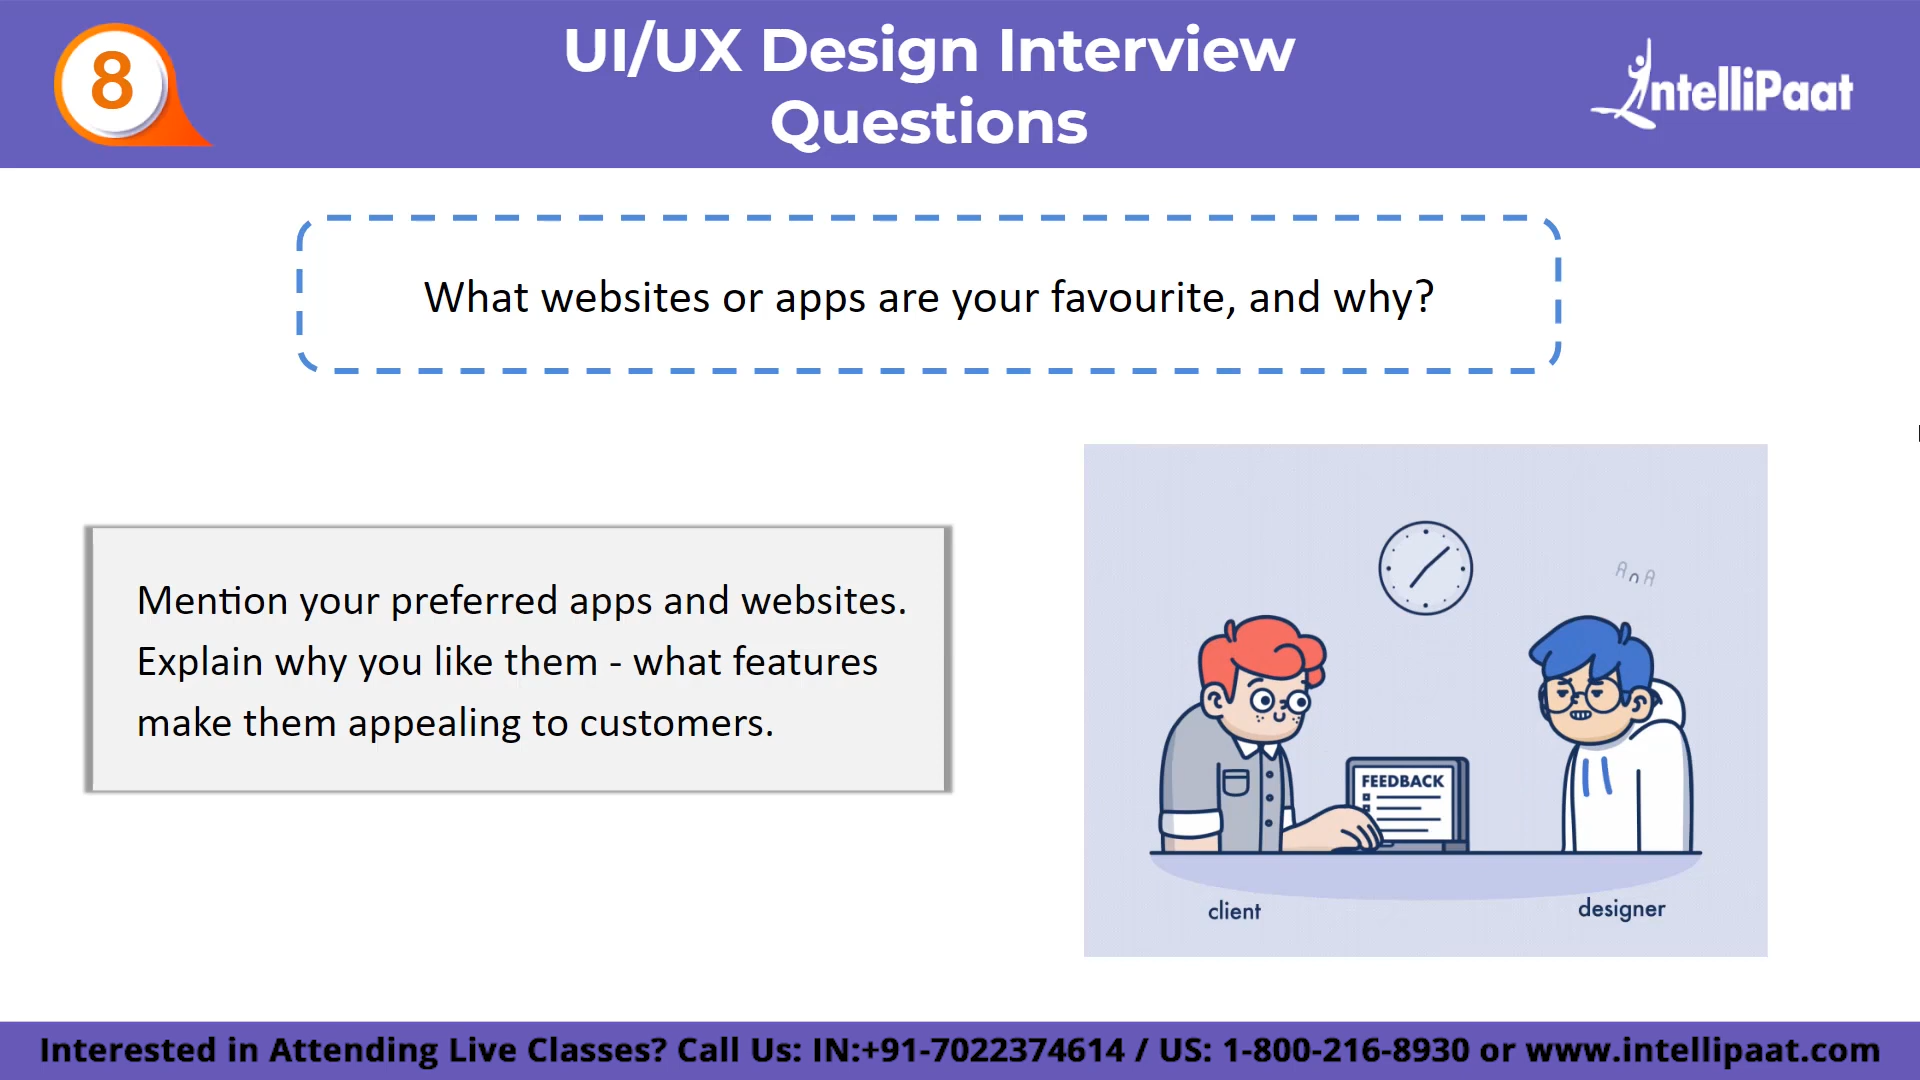 8
UI/UX Design Interview
Questions
IntelliPaat
What websites or apps are your favourite, and why?
Mention your preferred apps and websites.
Explain why you like them - what features
make them appealing to customers.
FEEDBACK
client
designer
Interested in Attending Live Classes? Call Us: IN:+91-7022374614 / US: 1-800-216-8930 or www.intellipaat.com